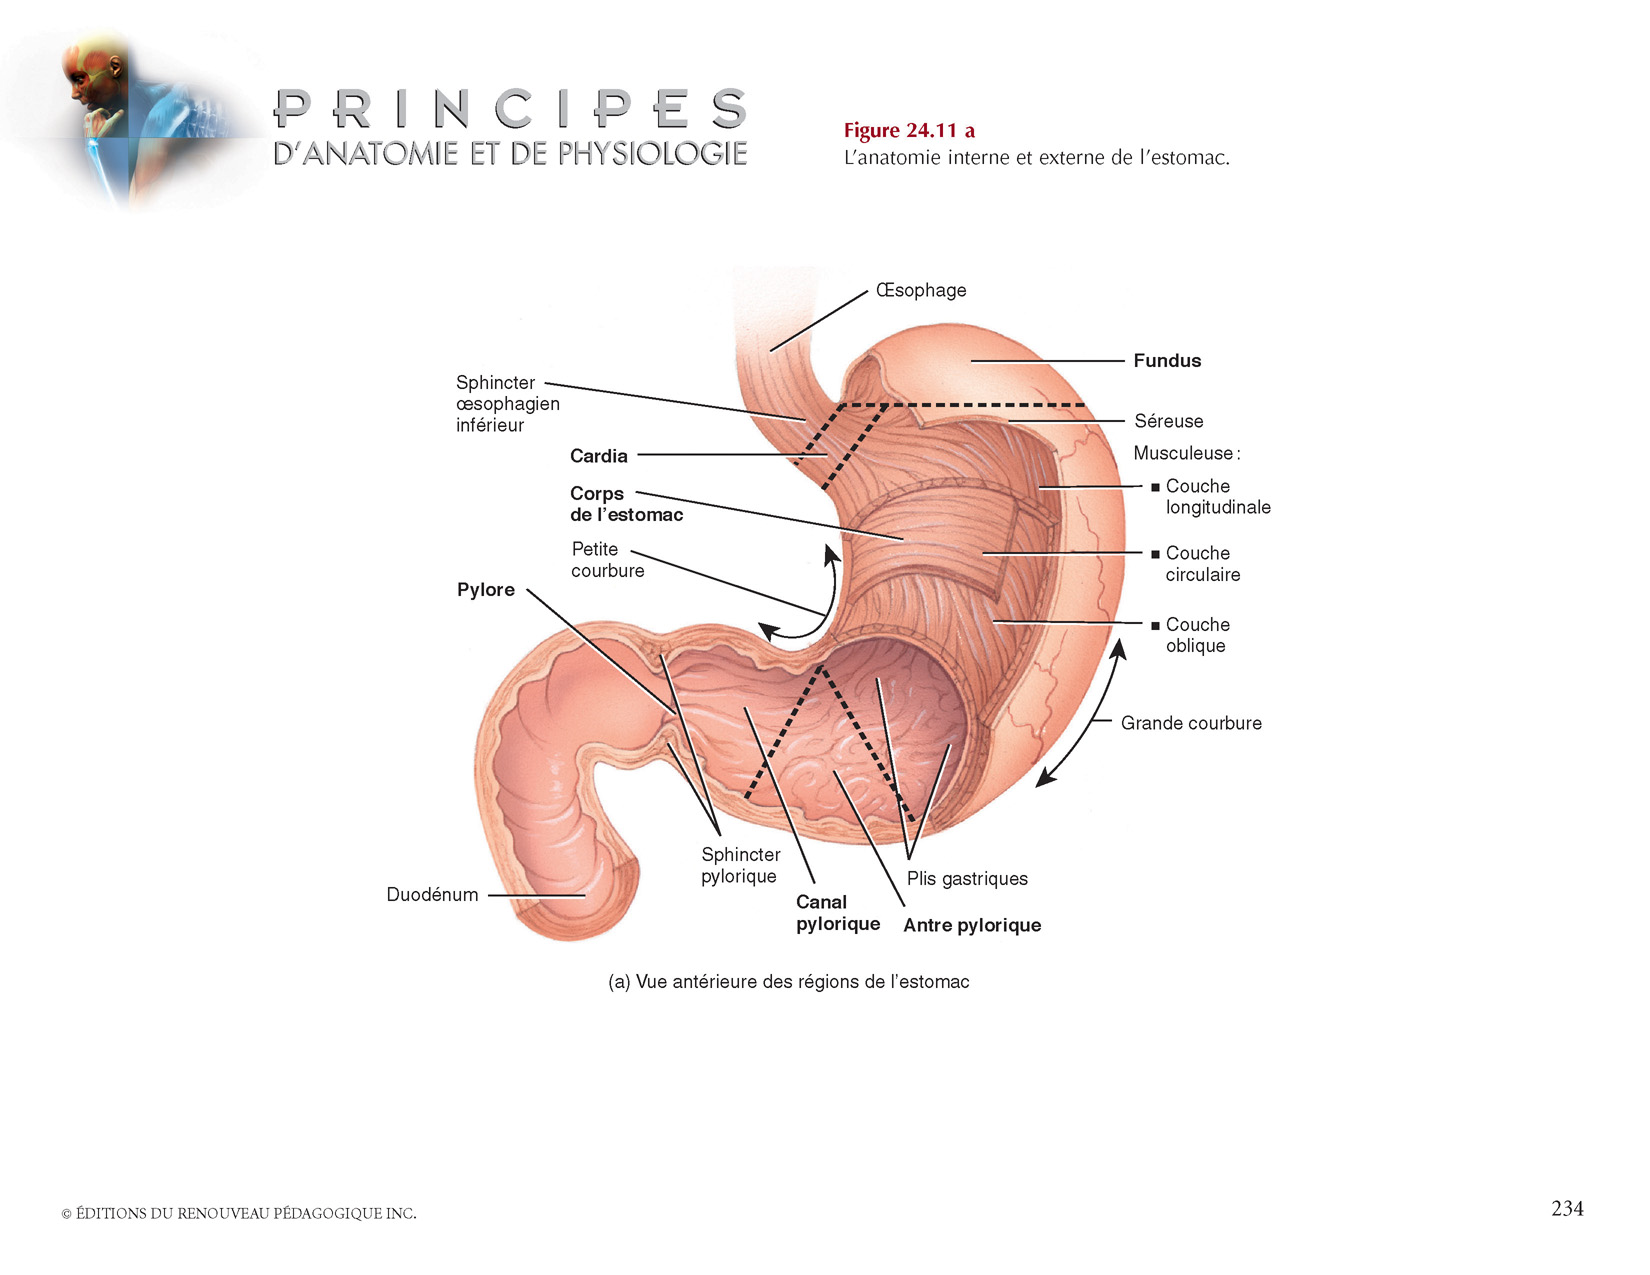 PRINCIPES
D'ANATOMIE ET DE PHYSIOLOGIE
Figure 24.11 a
L'anatomie interne et externe de l'estomac.
Œsophage
Fundus
Sphincter
œsophagien
inférieur
Séreuse
Musculeuse :
Cardia
■ Couche
longitudinale
Corps
de l'estomac
Petite
courbure
■ Couche
circulaire
Pylore
■ Couche
oblique
Grande courbure
Sphincter
pylorique
Plis gastriques
Duodénum
Canal
pylorique
Antre pylorique
(a) Vue antérieure des régions de l'estomac
© ÉDITIONS DU RENOUVEAU PÉDAGOGIQUE INC.
234